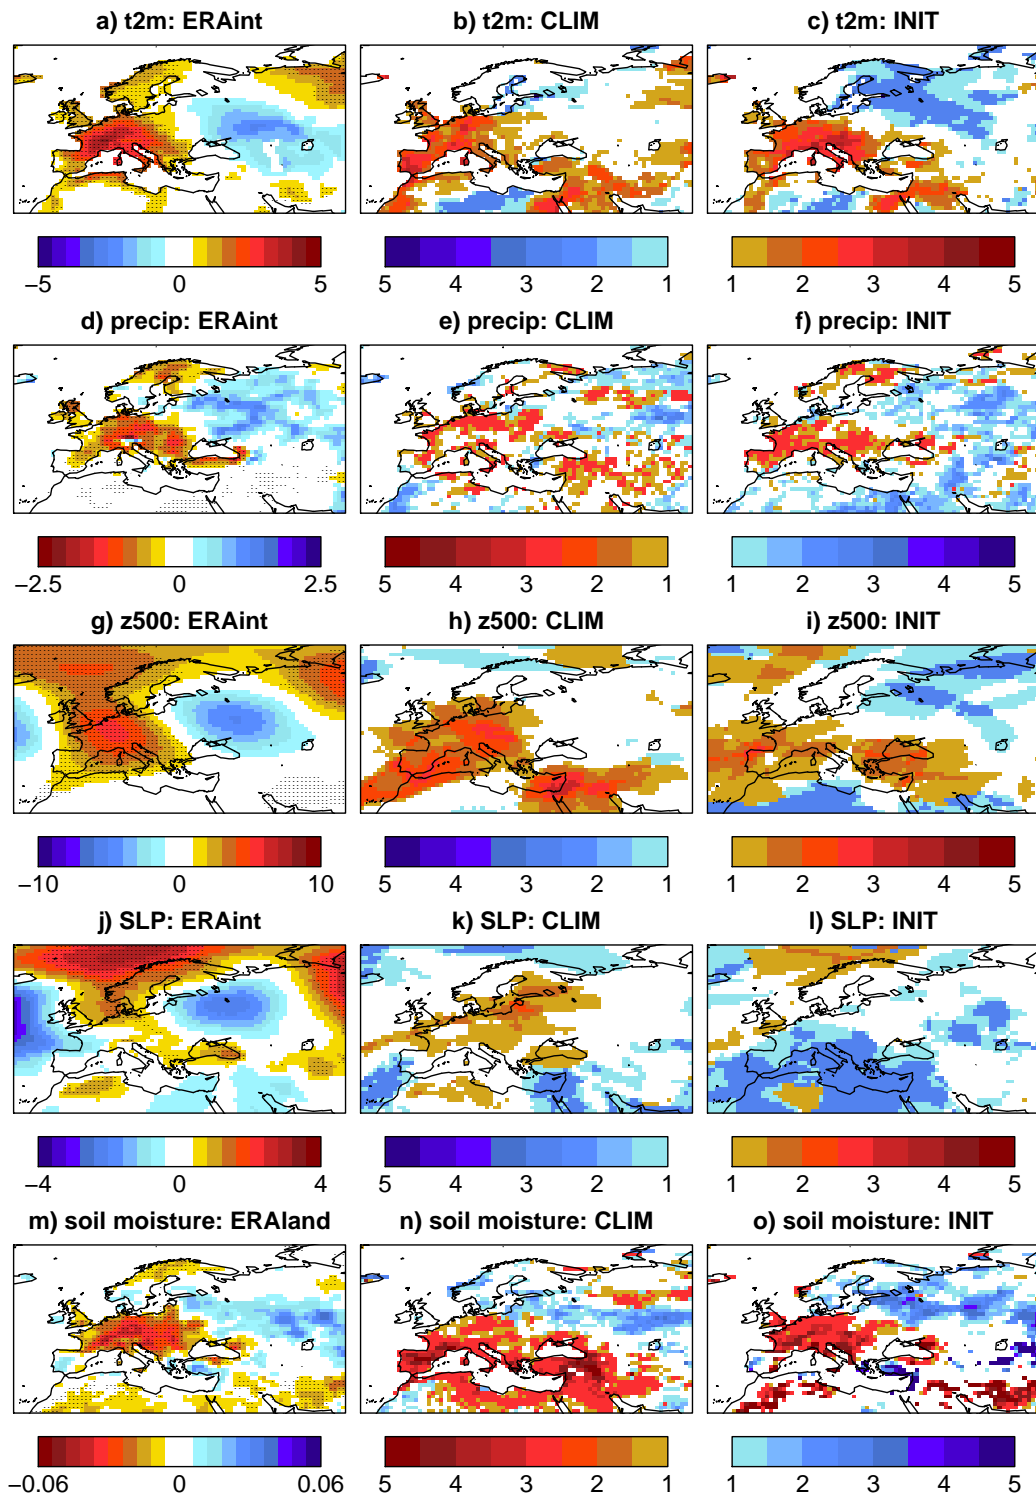 a) t2m: ERAint b) t2m: CLIM c) t2m: INIT
−5 0 5 5 4 3 2 1 1 2 3 4 5
d) precip: ERAint e) precip: CLIM f) precip: INIT
−2.5 0 2.5 5 4 3 2 1 1 2 3 4 5
g) z500: ERAint h) z500: CLIM i) z500: INIT
−10 0 10 5 4 3 2 1 1 2 3 4 5
j) SLP: ERAint k) SLP: CLIM l) SLP: INIT
−4 0 4 5 4 3 2 1 1 2 3 4 5
m) soil moisture: ERAland n) soil moisture: CLIM o) soil moisture: INIT
−0.06 0 0.06 5 4 3 2 1 1 2 3 4 5